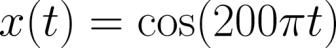 x(t) = cos(200πt)